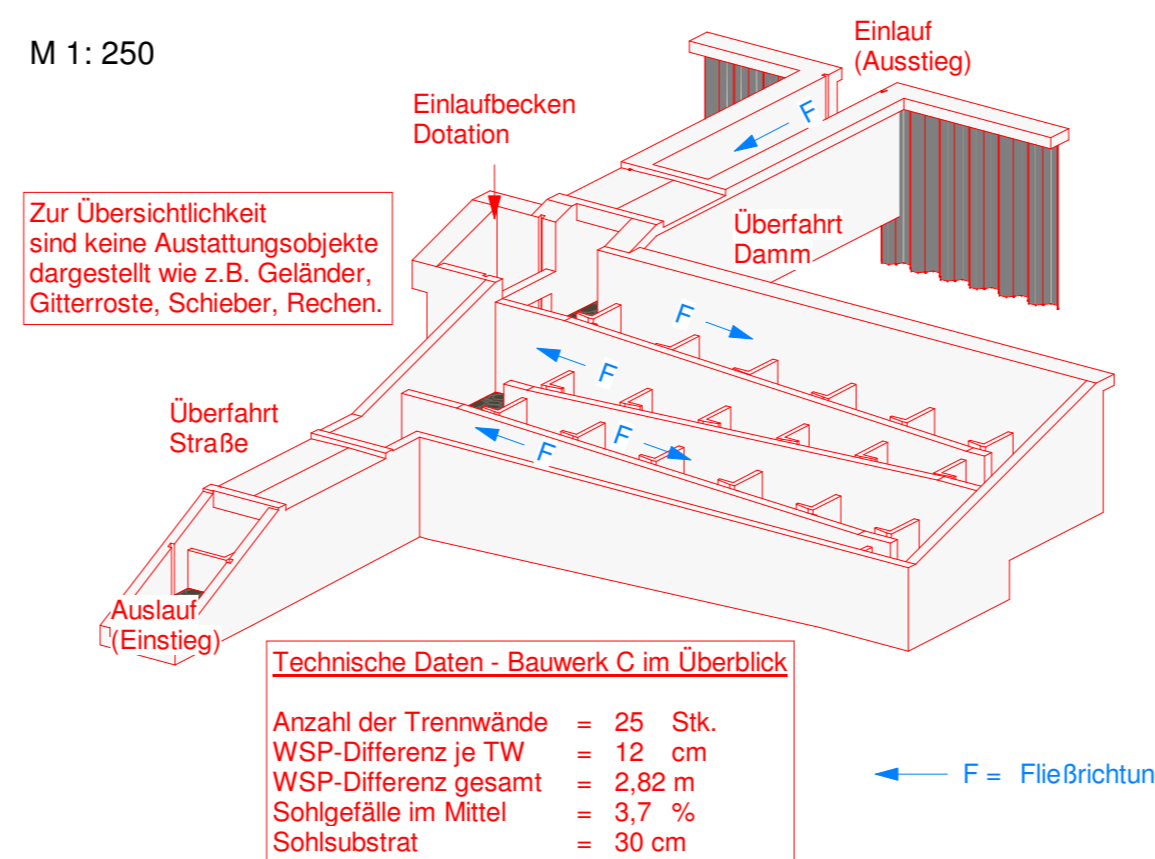 M 1: 250
Einlauf
(Ausstieg)
Einlaufbecken
Dotation
F
Zur Übersichtlichkeit
sind keine Austattungsobjekte
dargestellt wie z.B. Geländer,
Gitterroste, Schieber, Rechen.
Überfahrt
Damm
F
F
Überfahrt
Straße
F
F
Auslauf
(Einstieg)
Technische Daten - Bauwerk C im Überblick
Anzahl der Trennwände = 25 Stk.
WSP-Differenz je TW = 12 cm
WSP-Differenz gesamt = 2,82 m
Sohlgefälle im Mittel = 3,7 %
Sohlsubstrat = 30 cm
F = Fließrichtun